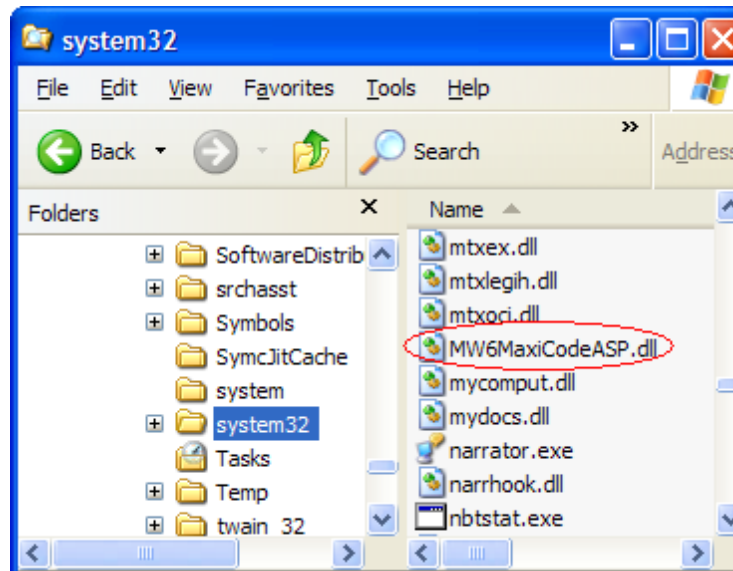 system32
File Edit View Favorites Tools Help
Back Search » Address
Folders × Name
SoftwareDistrib
srchasst
Symbols
SymcJitCache
system
system32
Tasks
Temp
twain_32
mtxex.dll
mtxlegih.dll
mtxoci.dll
MW6MaxiCodeASP.dll
mycomput.dll
mydocs.dll
narrator.exe
narrhook.dll
nbtstat.exe